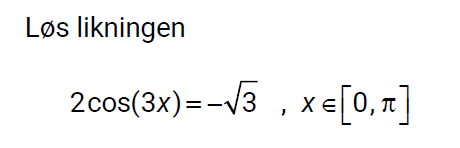 Løs likningen
2cos(3x)=−√3 , x∈[0,π]